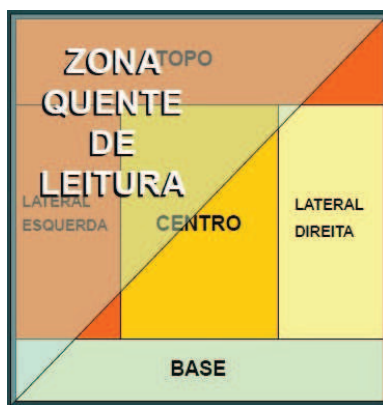 ZONA
TOPO
QUENTE
DE
LEITURA
LATERAL
ESQUERDA
CENTRO
LATERAL
DIREITA
BASE